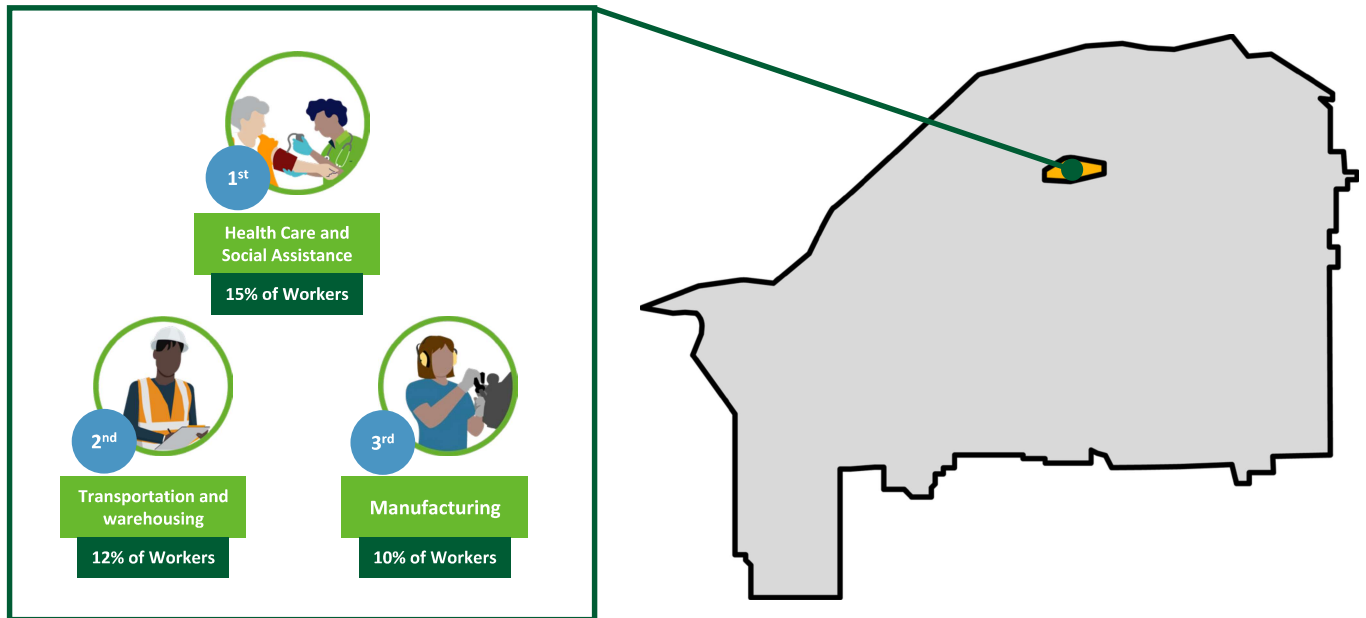 1st
Health Care and
Social Assistance
15% of Workers
2nd
Transportation and
warehousing
12% of Workers
3rd
Manufacturing
10% of Workers